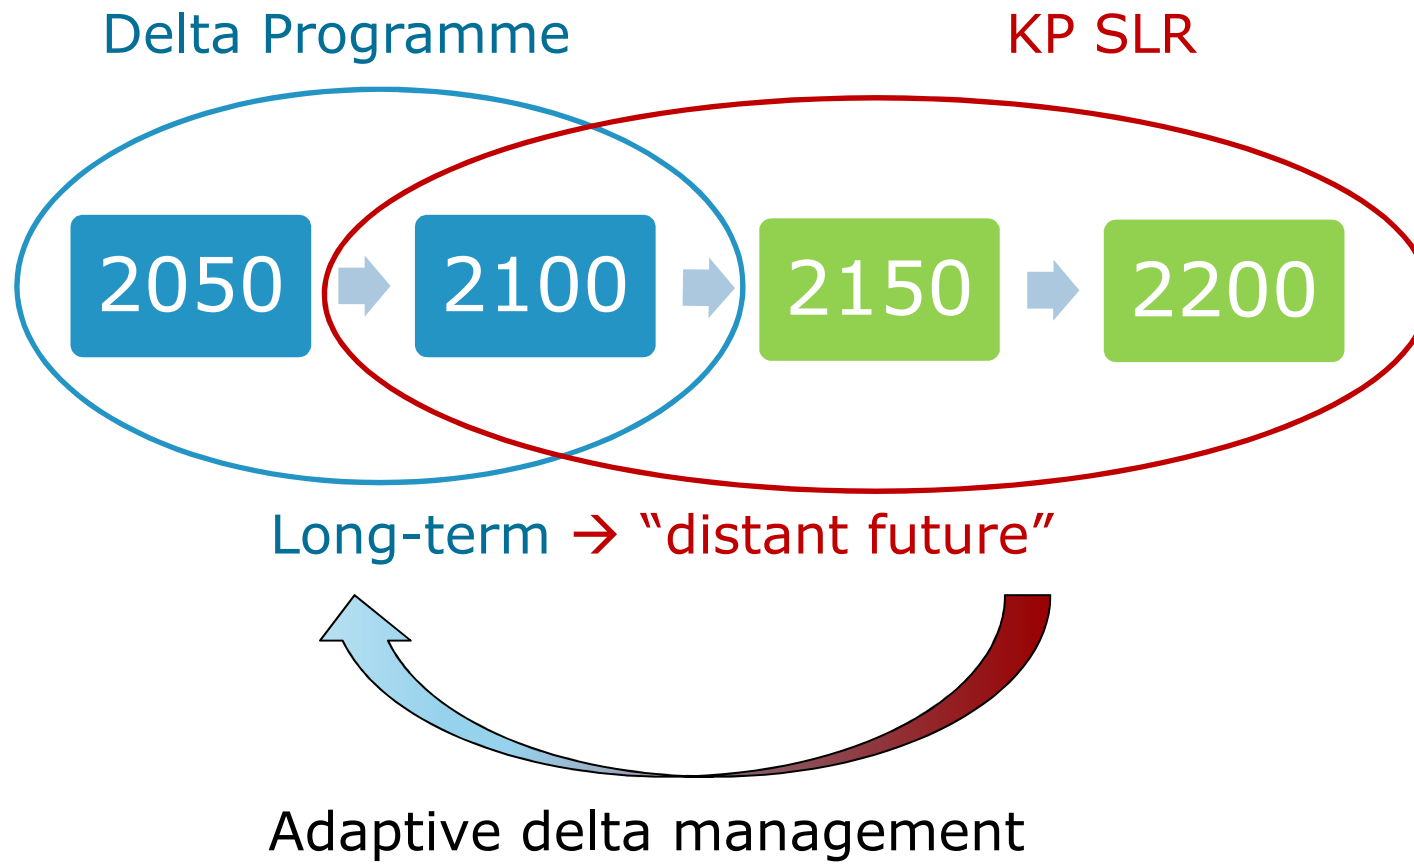 Delta Programme
KP SLR
2050
2100
2150
2200
Long-term → “distant future”
Adaptive delta management